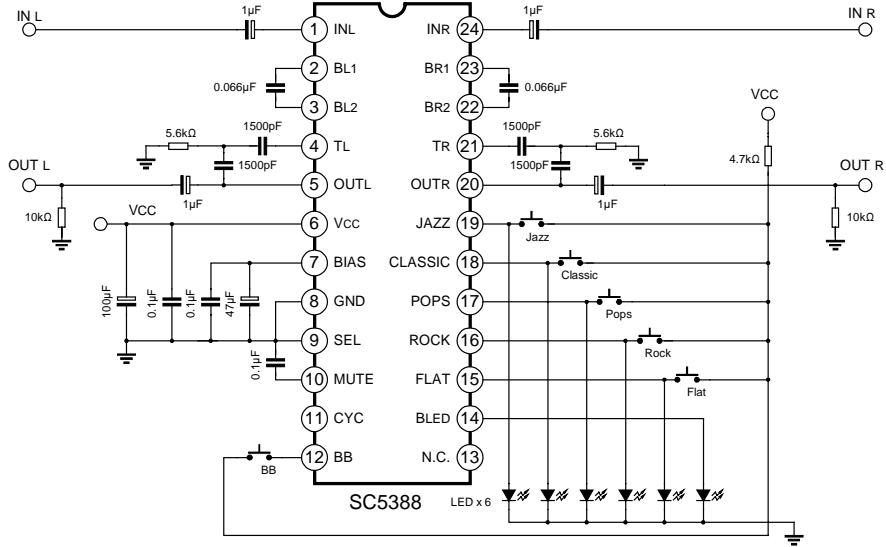 IN L
1µF
1 INL
INR 24
1µF
IN R
0.066µF
2 BL1
BR1 23
0.066µF
3 BL2
BR2 22
VCC
5.6kΩ
1500pF
4 TL
TR 21
1500pF
5.6kΩ
4.7kΩ
OUT L
1500pF
1500pF
OUT R
1µF
5 OUTL
OUTR 20
1µF
10kΩ
10kΩ
VCC
6 VCC
JAZZ 19
Jazz
7 BIAS
CLASSIC 18
Classic
100µF
0.1µF
0.1µF
47µF
8 GND
POPS 17
Pops
9 SEL
ROCK 16
Rock
0.1µF
10 MUTE
FLAT 15
Flat
11 CYC
BLED 14
12 BB
N.C. 13
BB
SC5388
LED x 6